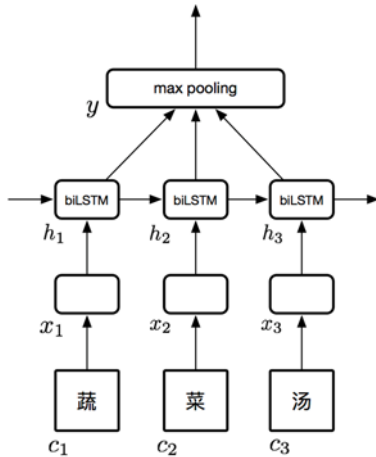 max pooling
y
biLSTM biLSTM biLSTM
h₁ h₂ h₃
x₁ x₂ x₃
蔬 菜 汤
c₁ c₂ c₃